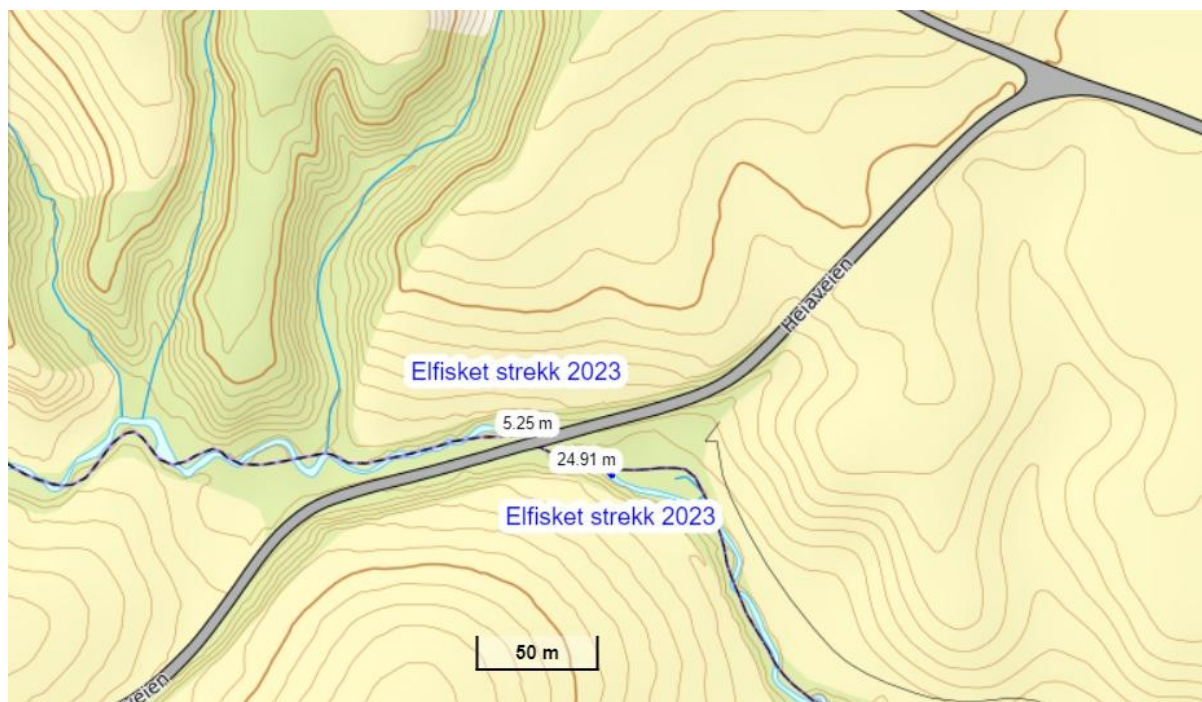 Heiaveien
Elfisket strekk 2023
5.25 m
24.91 m
Elfisket strekk 2023
50 m
veien